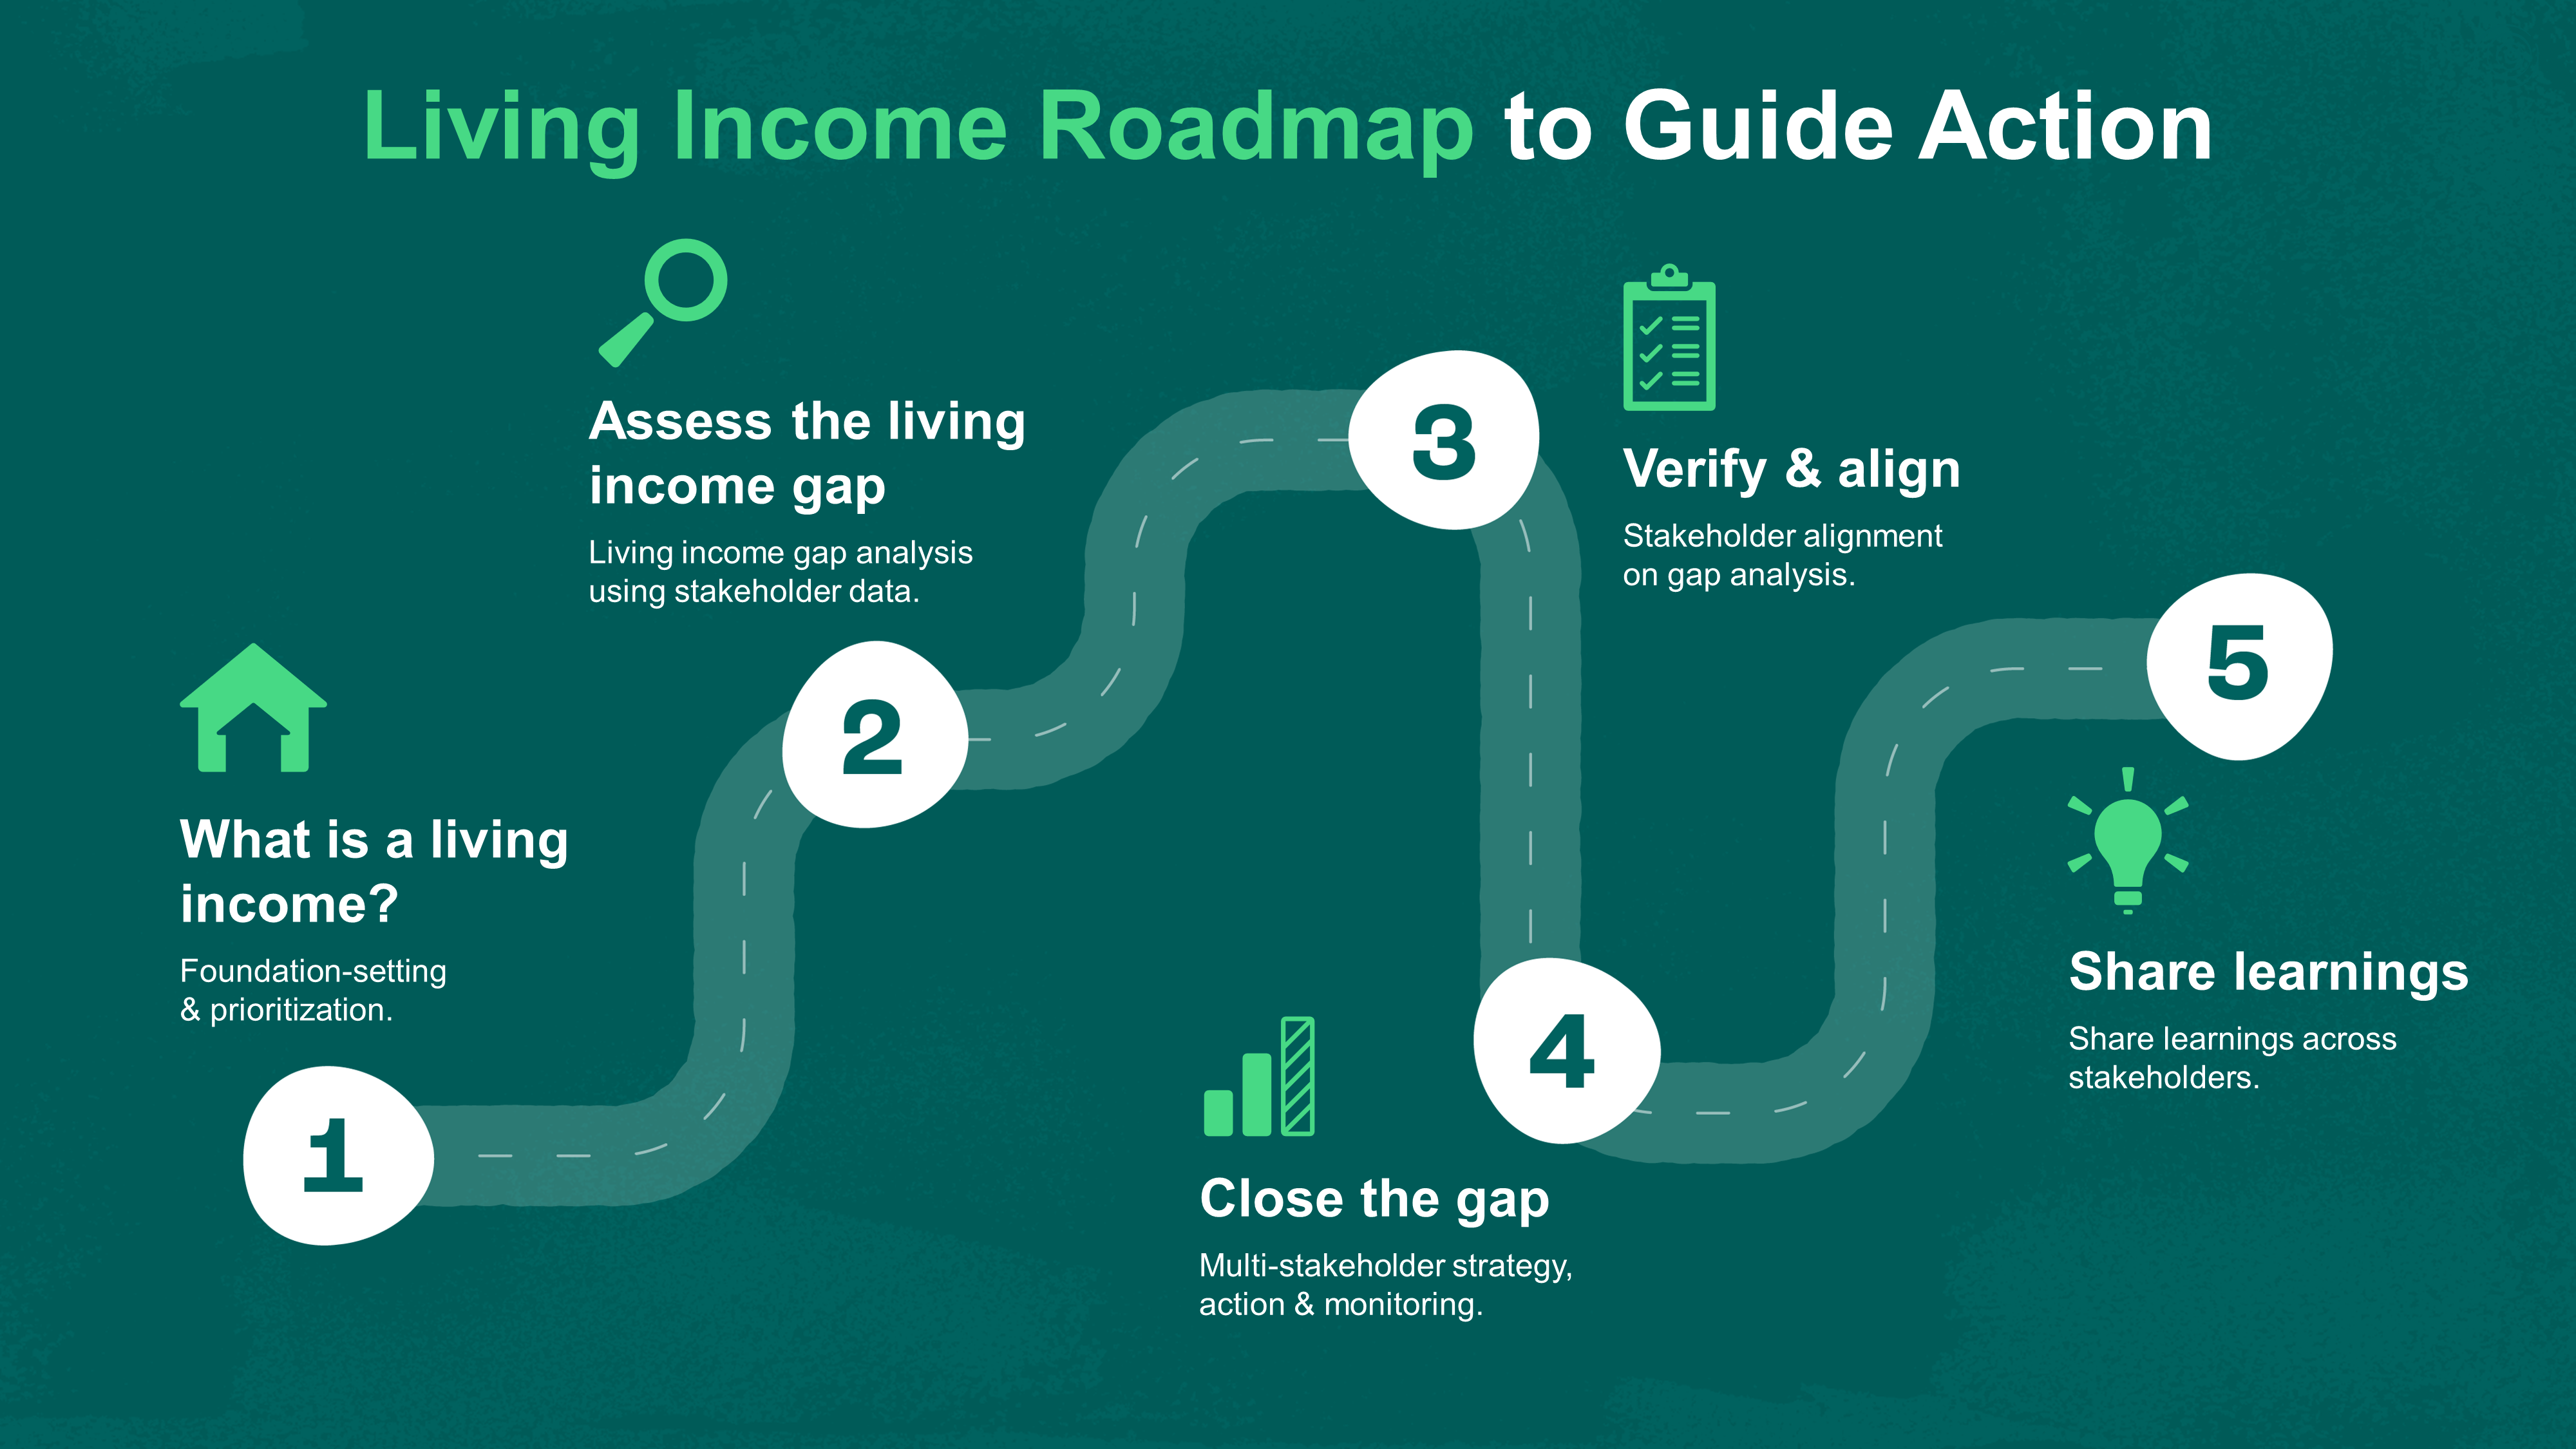 Living Income Roadmap to Guide Action
1
What is a living
income?
Foundation-setting
& prioritization.
2
Assess the living
income gap
Living income gap analysis
using stakeholder data.
3
Verify & align
Stakeholder alignment
on gap analysis.
4
Close the gap
Multi-stakeholder strategy,
action & monitoring.
5
Share learnings
Share learnings across
stakeholders.